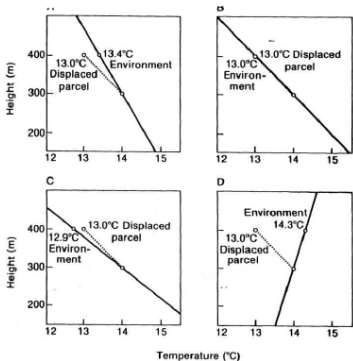 B
400
300
200
Height (m)
13.4°C
Environment
13.0°C
Displaced
parcel
12 13 14 15
13.0°C Displaced
parcel
13.0°C
Environ-
ment
12 13 14 15
C
400
300
200
Height (m)
13.0°C Displaced
parcel
12.9°C
Environ-
ment
12 13 14 15
D
Environment
14.3°C
13.0°C
Displaced
parcel
12 13 14 15
Temperature (°C)